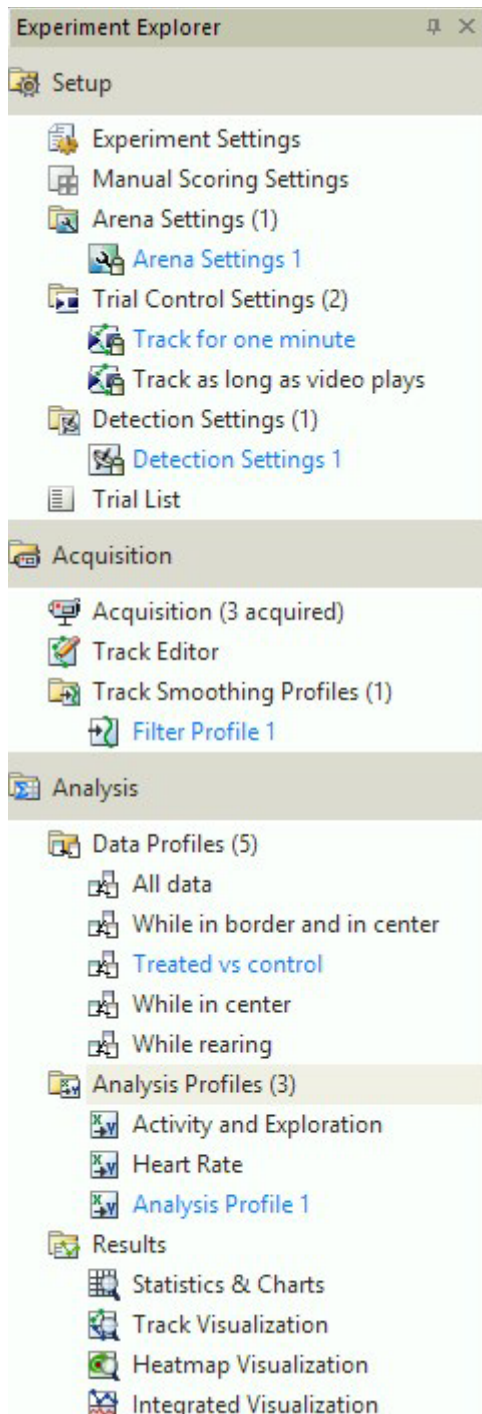 Experiment Explorer
Setup
Experiment Settings
Manual Scoring Settings
Arena Settings (1)
Arena Settings 1
Trial Control Settings (2)
Track for one minute
Track as long as video plays
Detection Settings (1)
Detection Settings 1
Trial List
Acquisition
Acquisition (3 acquired)
Track Editor
Track Smoothing Profiles (1)
Filter Profile 1
Analysis
Data Profiles (5)
All data
While in border and in center
Treated vs control
While in center
While rearing
Analysis Profiles (3)
Activity and Exploration
Heart Rate
Analysis Profile 1
Results
Statistics & Charts
Track Visualization
Heatmap Visualization
Integrated Visualization